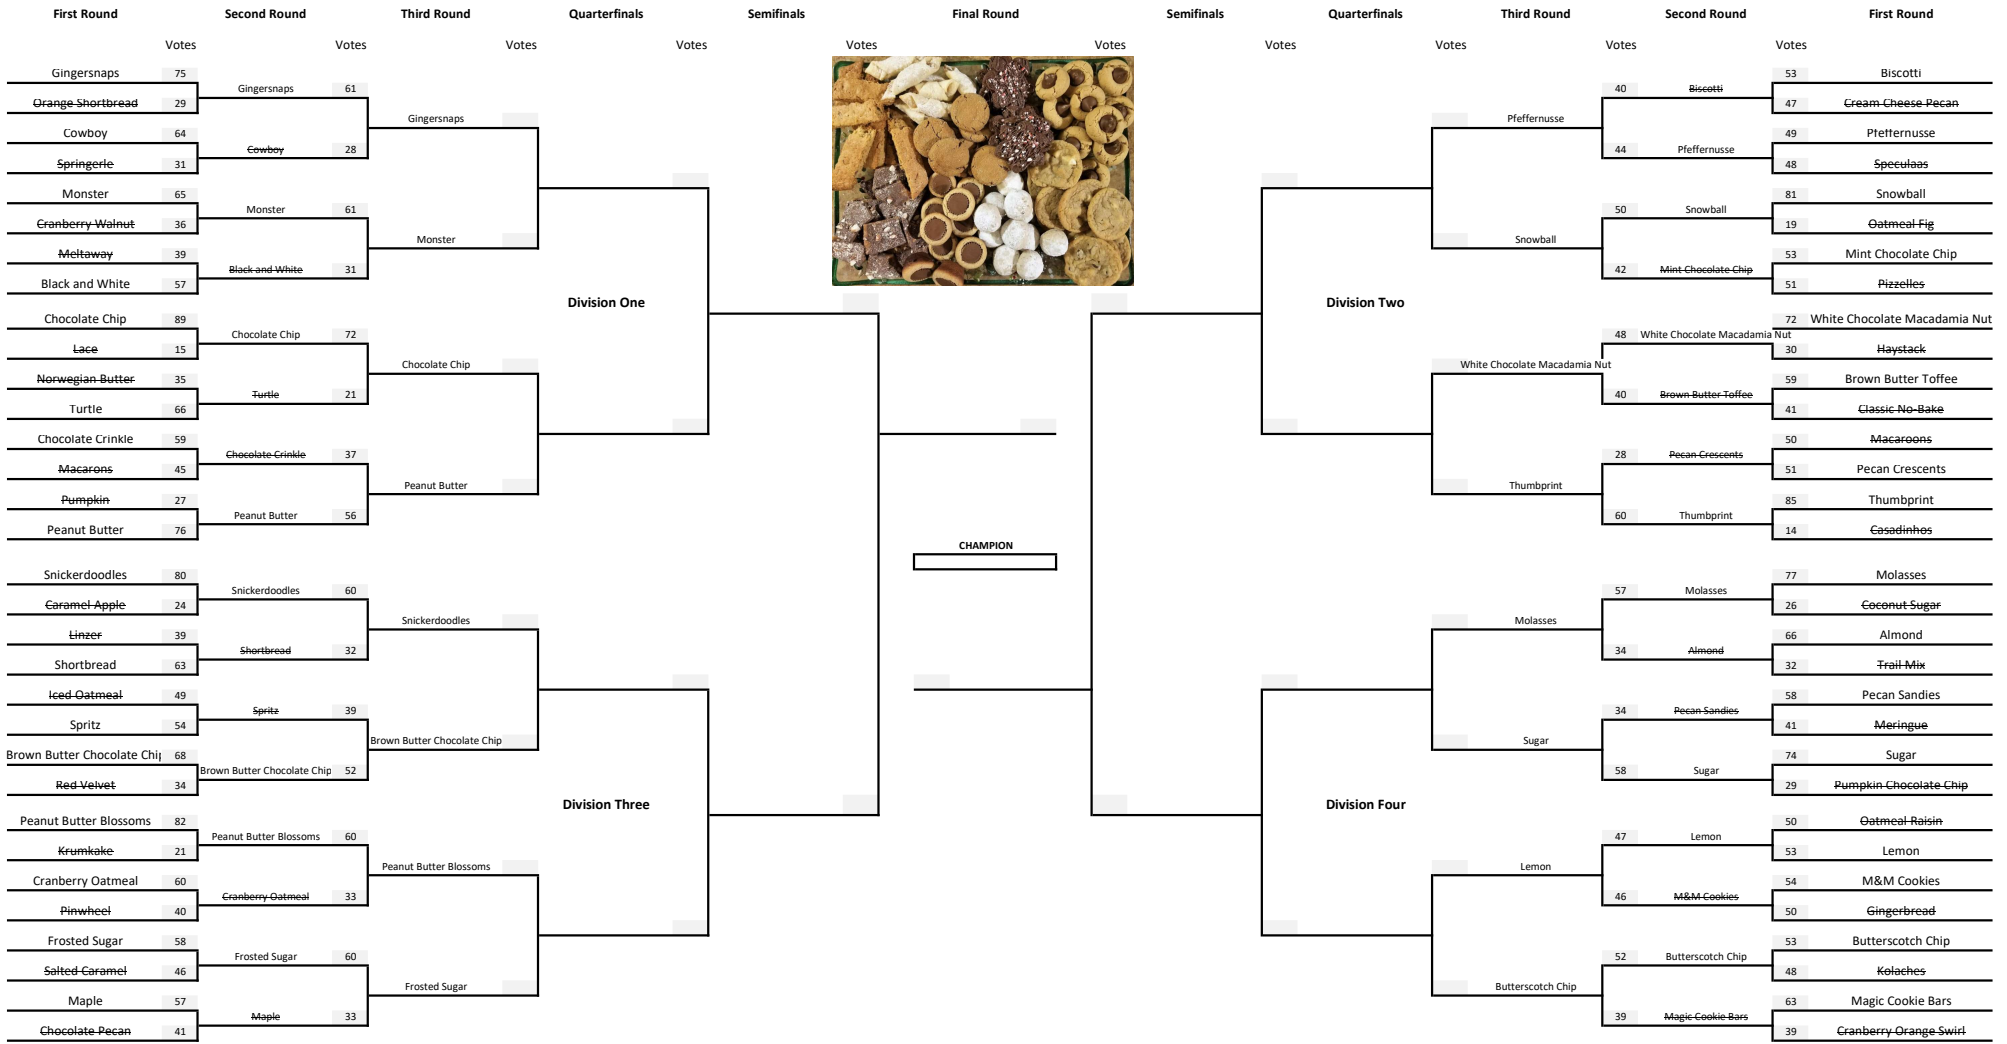 First Round Second Round Third Round Quarterfinals Semifinals Final Round Semifinals Quarterfinals Third Round Second Round First Round
Votes Votes Votes Votes Votes Votes Votes Votes Votes Votes
Gingersnaps 75 53 Biscotti
Gingersnaps 61 40 Biscotti
Orange Shortbread 29 47 Cream Cheese Pecan
Gingersnaps Pfeffernusse
Cowboy 64 49 Pfeffernusse
Cowboy 28 44 Pfeffernusse
Springerle 31 48 Speculaas
Monster 65 81 Snowball
Monster 61 50 Snowball
Cranberry Walnut 36 19 Oatmeal Fig
Monster Snowball
Meltaway 39 53 Mint Chocolate Chip
Black and White 31 42 Mint Chocolate Chip
Black and White 57 51 Pizzelles
Division One Division Two
Chocolate Chip 89 72 White Chocolate Macadamia Nut
Chocolate Chip 72 48 White Chocolate Macadamia Nut
Lace 15 30 Haystack
Chocolate Chip White Chocolate Macadamia Nut
Norwegian Butter 35 59 Brown Butter Toffee
Turtle 21 40 Brown Butter Toffee
Turtle 66 41 Classic No-Bake
Chocolate Crinkle 59 50 Macaroons
Chocolate Crinkle 37 28 Pecan Crescents
Macarons 45 51 Pecan Crescents
Peanut Butter Thumbprint
Pumpkin 27 85 Thumbprint
Peanut Butter 56 60 Thumbprint
Peanut Butter 76 14 Casadinhos
CHAMPION
Snickerdoodles 80 77 Molasses
Snickerdoodles 60 57 Molasses
Caramel Apple 24 26 Coconut Sugar
Snickerdoodles Molasses
Linzer 39 66 Almond
Shortbread 32 34 Almond
Shortbread 63 32 Trail Mix
Iced Oatmeal 49 58 Pecan Sandies
Spritz 39 34 Pecan Sandies
Spritz 54 41 Meringue
Brown Butter Chocolate Chip Sugar
Brown Butter Chocolate Chip 68 74 Sugar
Brown Butter Chocolate Chip 52 58 Sugar
Red Velvet 34 29 Pumpkin Chocolate Chip
Division Three Division Four
Peanut Butter Blossoms 82 50 Oatmeal Raisin
Peanut Butter Blossoms 60 47 Lemon
Krumkake 21 53 Lemon
Peanut Butter Blossoms Lemon
Cranberry Oatmeal 60 54 M&M Cookies
Cranberry Oatmeal 33 46 M&M Cookies
Pinwheel 40 50 Gingerbread
Frosted Sugar 58 53 Butterscotch Chip
Frosted Sugar 60 52 Butterscotch Chip
Salted Caramel 46 48 Kolaches
Frosted Sugar Butterscotch Chip
Maple 57 63 Magic Cookie Bars
Maple 33 39 Magic Cookie Bars
Chocolate Pecan 41 39 Cranberry Orange Swirl